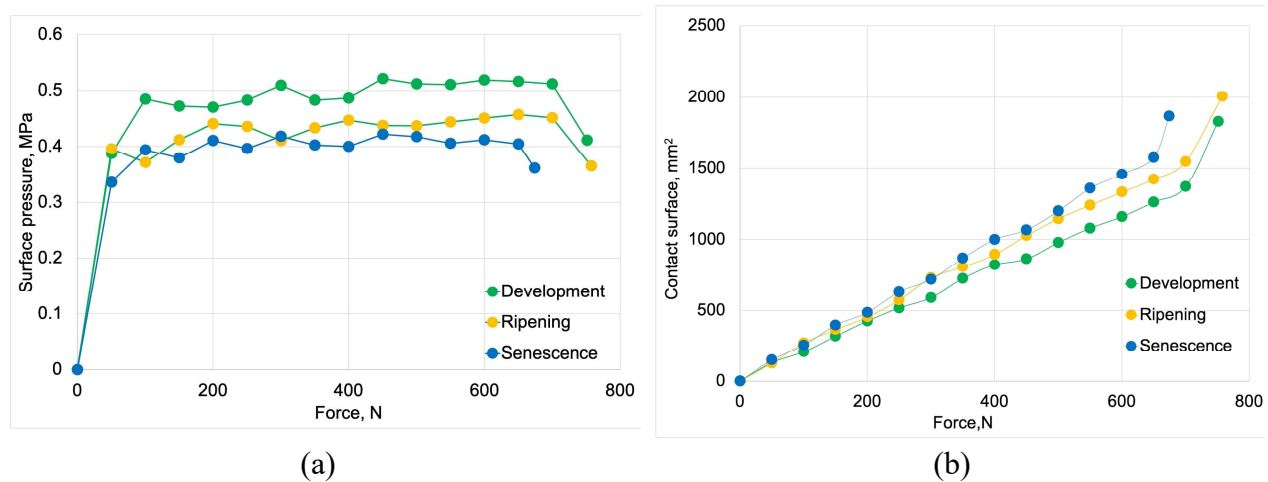 0.6
0.5
0.4
0.3
0.2
0.1
0
Surface pressure, MPa
Development
Ripening
Senescence
0 200 400 600 800
Force, N
(a)
2500
2000
1500
1000
500
0
Contact surface, mm²
Development
Ripening
Senescence
0 200 400 600 800
Force,N
(b)